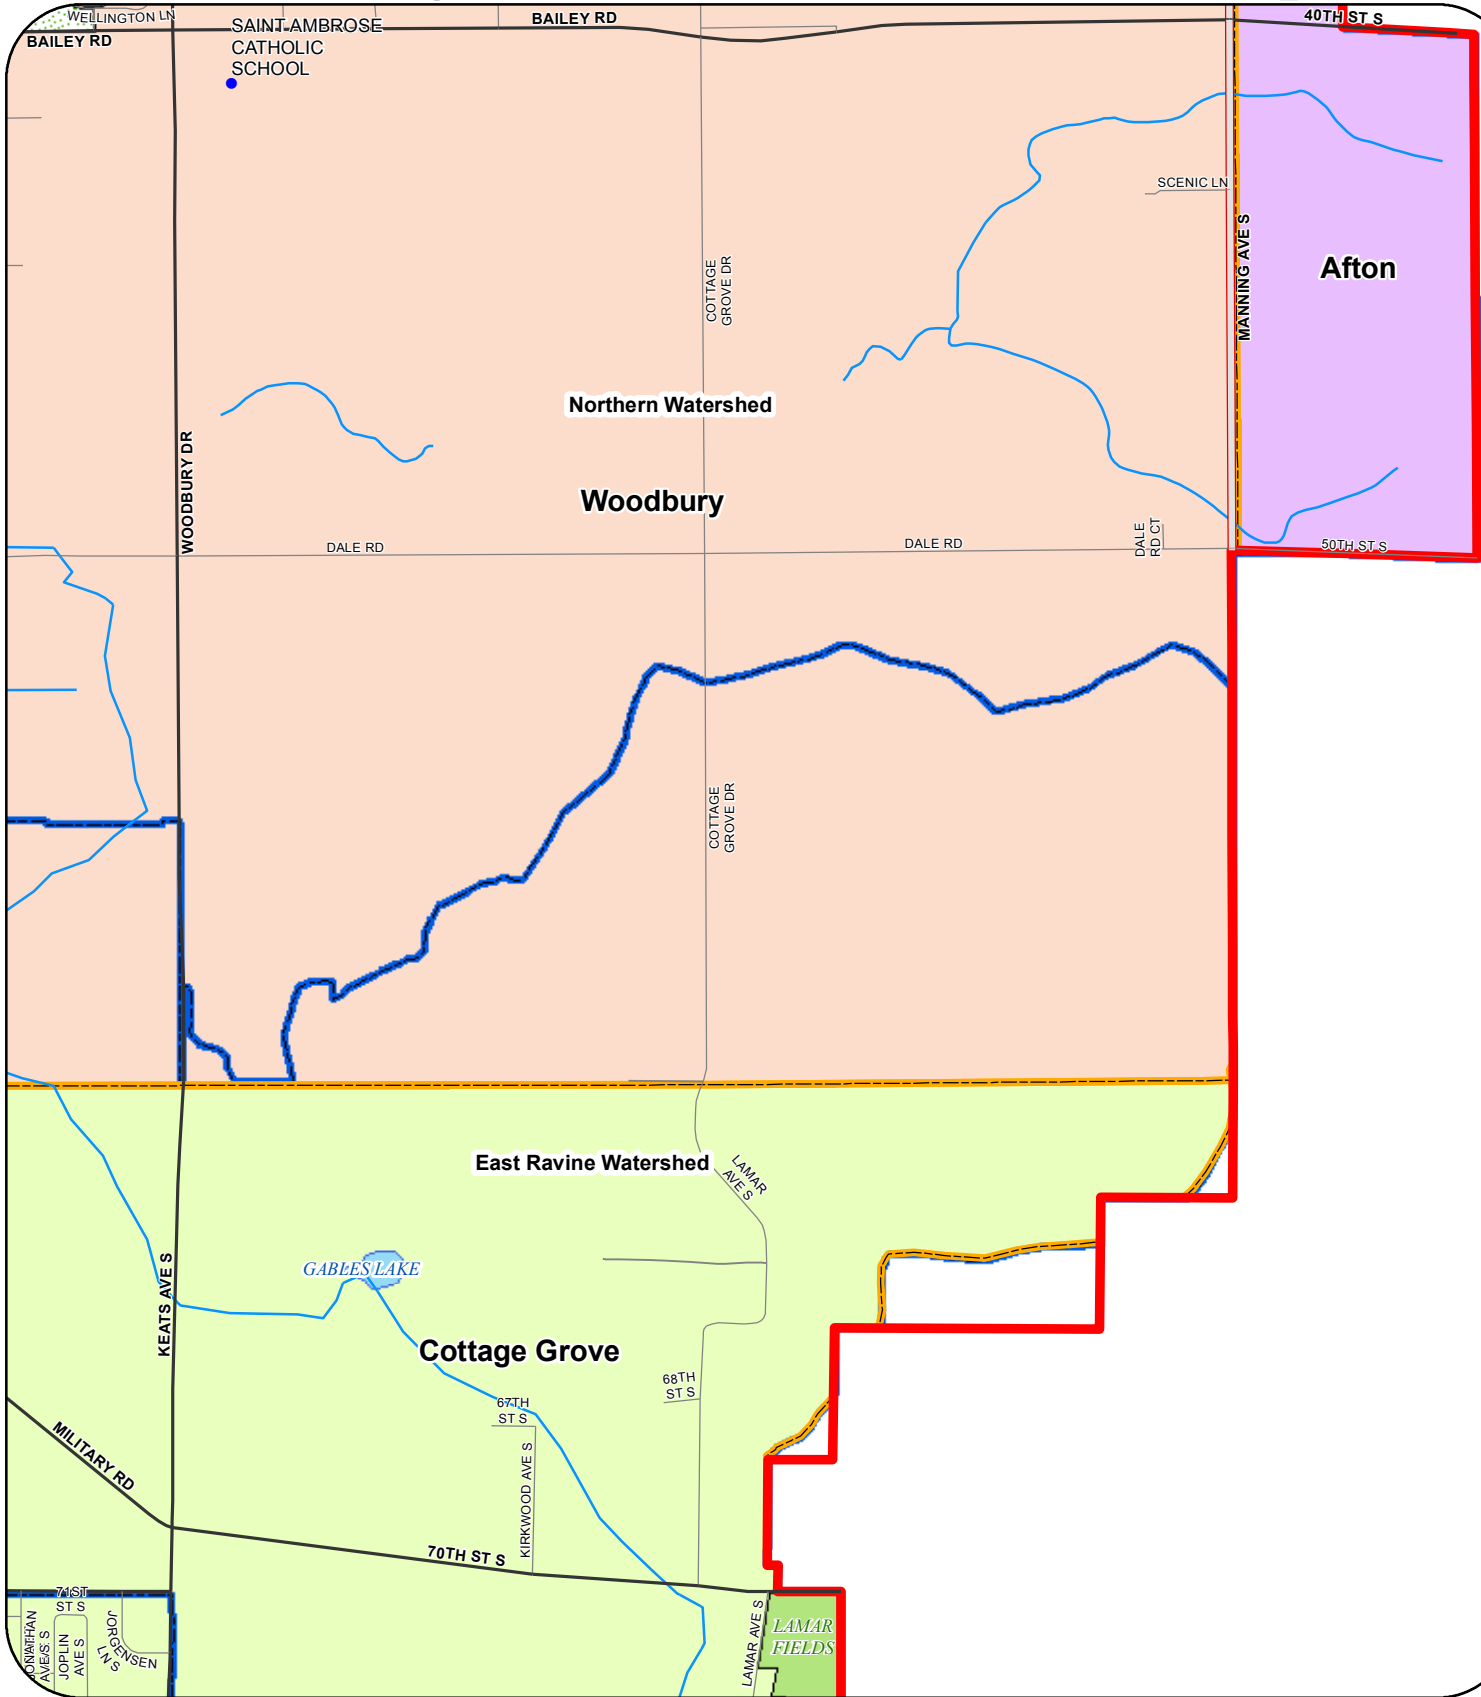 WELLINGTON LN
BAILEY RD
BAILEY RD
40TH ST S
SAINT AMBROSE
CATHOLIC
SCHOOL
SCENIC LN
MANNING AVE S
Afton
COTTAGE
GROVE DR
Northern Watershed
WOODBURY DR
Woodbury
DALE RD
DALE RD
DALE
RD CT
50TH ST S
COTTAGE
GROVE DR
East Ravine Watershed
LAMAR
AVE S
KEATS AVE S
GABLES LAKE
Cottage Grove
68TH
ST S
67TH
ST S
KIRKWOOD AVE S
MILITARY RD
70TH ST S
71ST
ST S
JONATHAN
AVE S
JOPLIN
AVE S
JORGENSEN
LN S
LAMAR AVE S
LAMAR
FIELDS